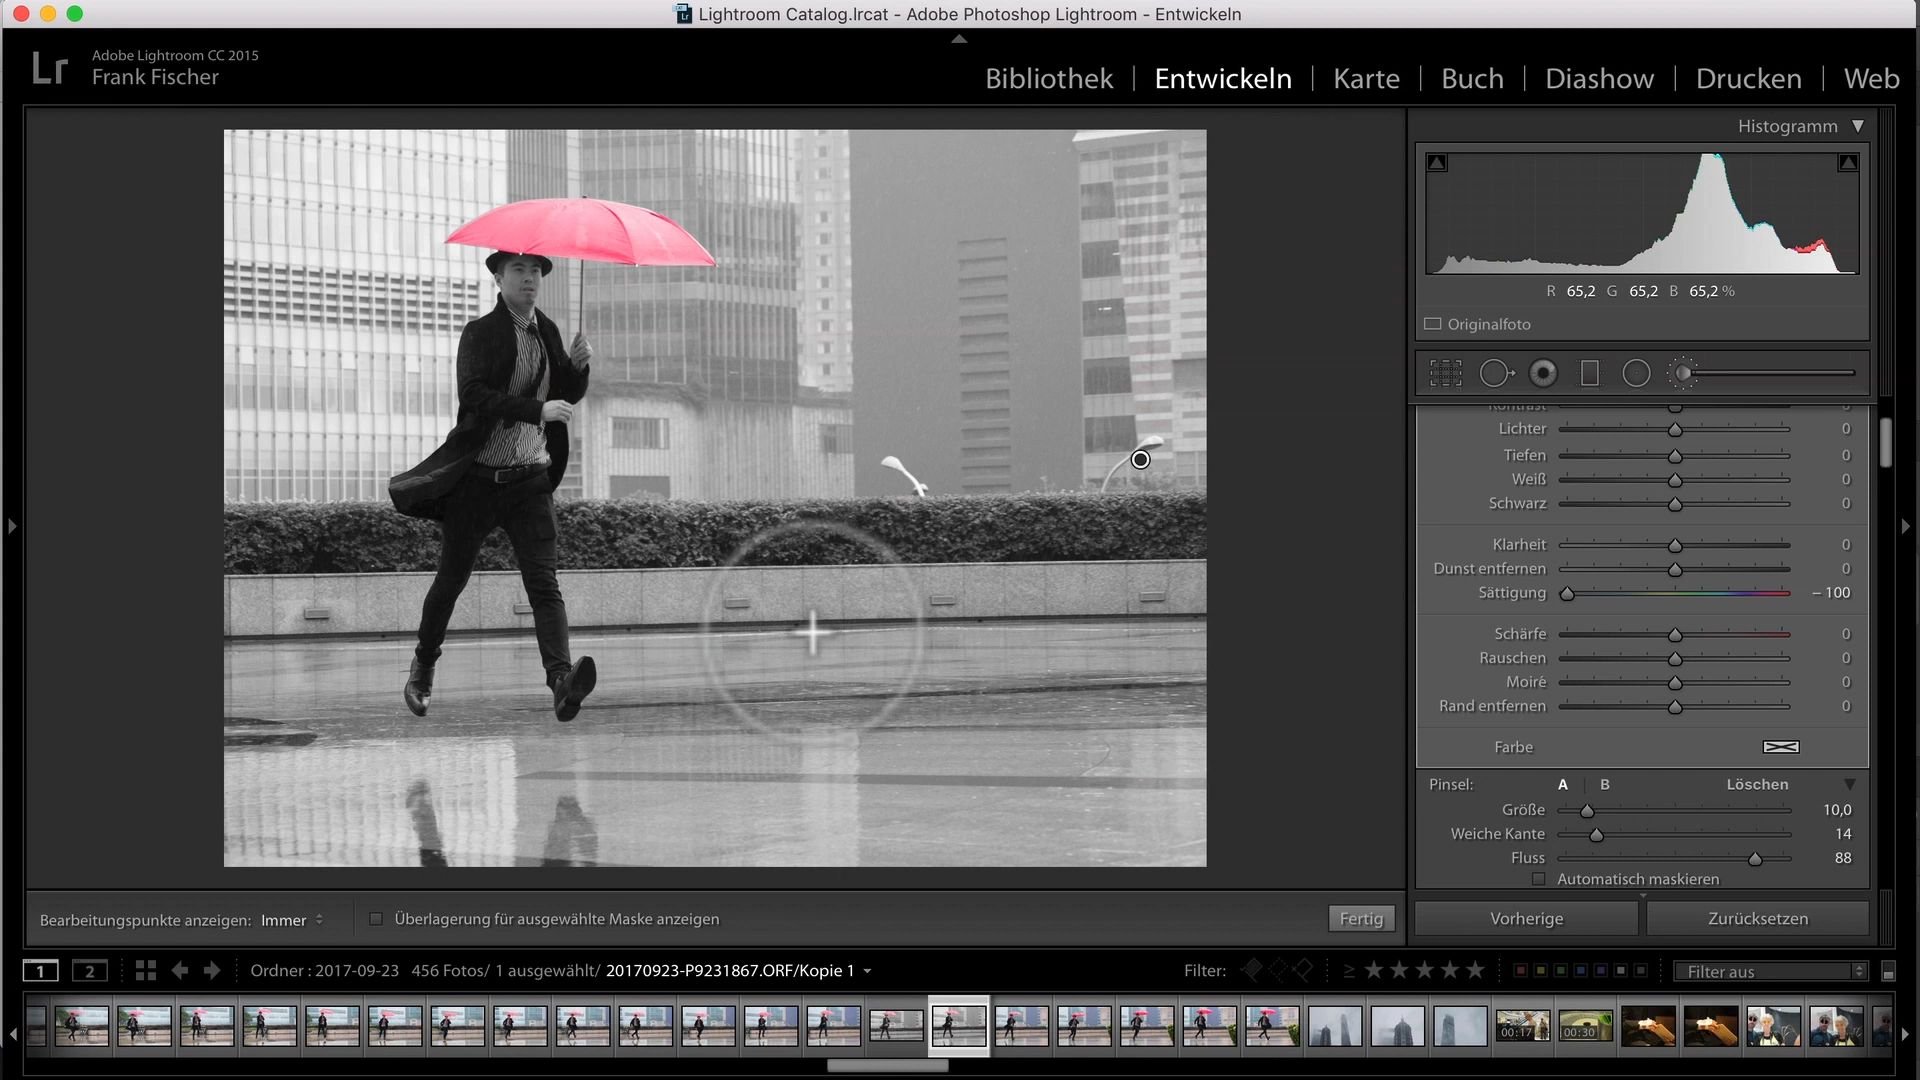 Lightroom Catalog.lrcat - Adobe Photoshop Lightroom - Entwickeln
Lr
Adobe Lightroom CC 2015
Frank Fischer
Bibliothek | Entwickeln | Karte | Buch | Diashow | Drucken | Web
Histogramm
R 65,2 G 65,2 B 65,2 %
Originalfoto
Kontrast 0
Lichter 0
Tiefen 0
Weiß 0
Schwarz 0
Klarheit 0
Dunst entfernen 0
Sättigung – 100
Schärfe 0
Rauschen 0
Moiré 0
Rand entfernen 0
Farbe
Pinsel: A | B Löschen
Größe 10,0
Weiche Kante 14
Fluss 88
Automatisch maskieren
Bearbeitungspunkte anzeigen: Immer Überlagerung für ausgewählte Maske anzeigen Fertig
Vorherige Zurücksetzen
1 2 Ordner : 2017-09-23 456 Fotos/ 1 ausgewählt/ 20170923-P9231867.ORF/Kopie 1 Filter: ≥ ★★★★★ Filter aus
00:17 00:30